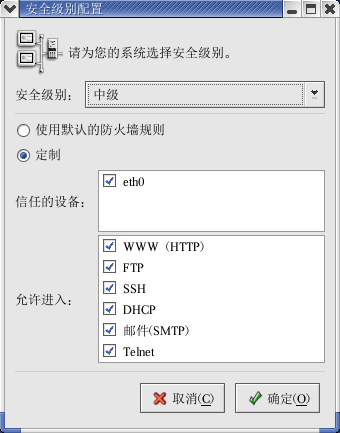 安全级别配置
请为您的系统选择安全级别。
安全级别： 中级
使用默认的防火墙规则
定制
信任的设备： eth0
允许进入： WWW (HTTP)
FTP
SSH
DHCP
邮件(SMTP)
Telnet
取消(C) 确定(O)